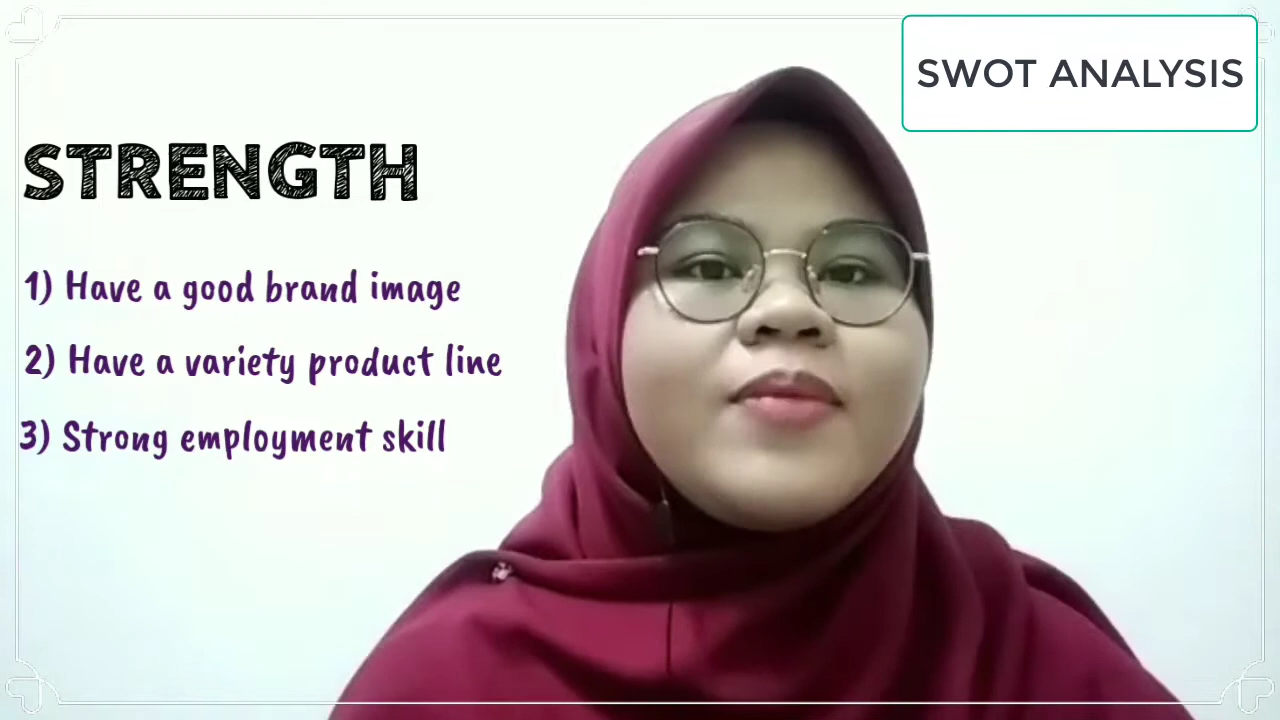 SWOT ANALYSIS
STRENGTH
1) Have a good brand image
2) Have a variety product line
3) Strong employment skill